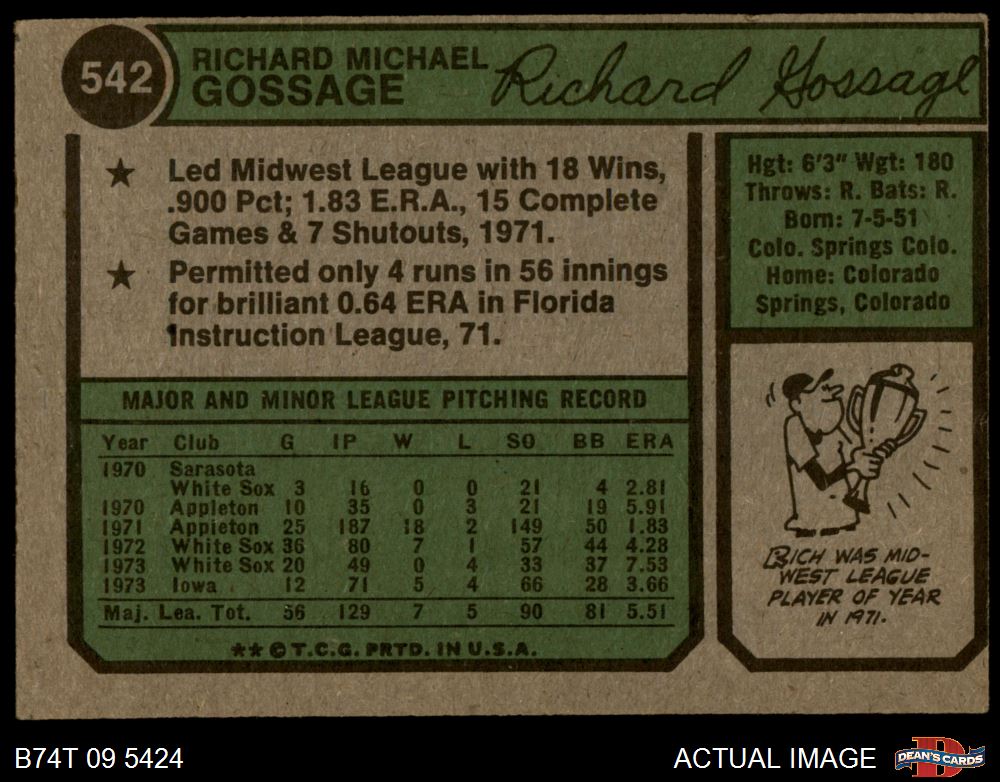 542
RICHARD MICHAEL
GOSSAGE
Richard Gossage
★ Led Midwest League with 18 Wins,
.900 Pct; 1.83 E.R.A., 15 Complete
Games & 7 Shutouts, 1971.
★ Permitted only 4 runs in 56 innings
for brilliant 0.64 ERA in Florida
Instruction League, 71.
Hgt: 6'3" Wgt: 180
Throws: R. Bats: R.
Born: 7-5-51
Colo. Springs Colo.
Home: Colorado
Springs, Colorado
MAJOR AND MINOR LEAGUE PITCHING RECORD
Year Club G IP W L SO BB ERA
1970 Sarasota
White Sox 3 16 0 0 21 4 2.81
1970 Appleton 10 35 0 3 21 19 5.91
1971 Appleton 25 187 18 2 149 50 1.83
1972 White Sox 36 80 7 1 57 44 4.28
1973 White Sox 20 49 0 4 33 37 7.53
1973 Iowa 12 71 5 4 66 28 3.66
Maj. Lea. Tot. 56 129 7 5 90 81 5.51
** © T.C.G. PRTD. IN U.S.A.
RICH WAS MID-
WEST LEAGUE
PLAYER OF YEAR
IN 1971.
B74T 09 5424
ACTUAL IMAGE
D
DEAN'S CARDS